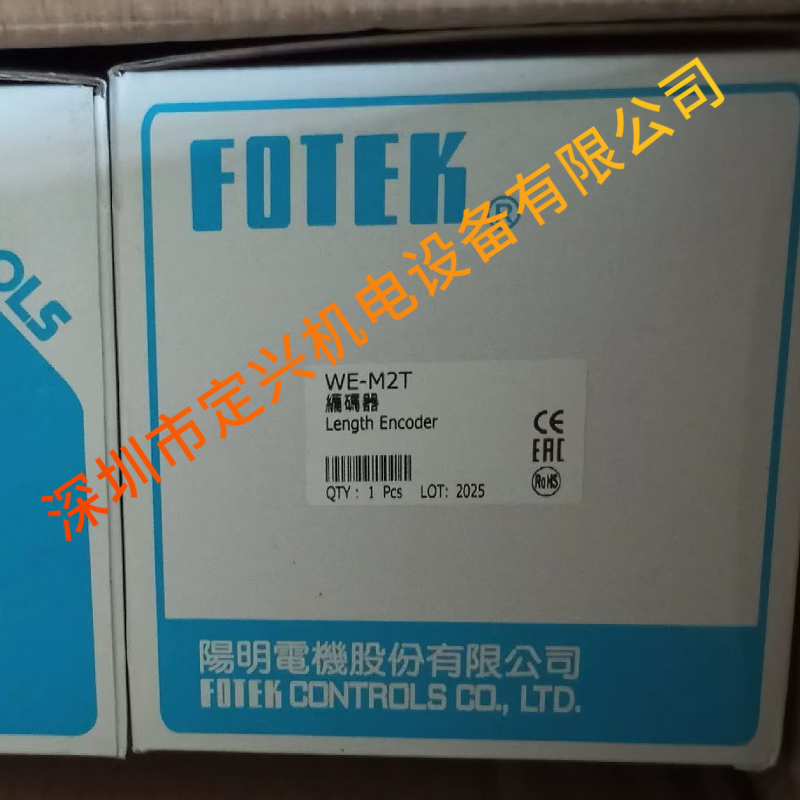 FOTEK®
深圳市定兴机电设备有限公司
OLS
WE-M2T
編碼器
Length Encoder
CE
EAC
RoHS
QTY : 1 Pcs LOT: 2025
陽明電機股份有限公司
FOTEK CONTROLS CO., LTD.